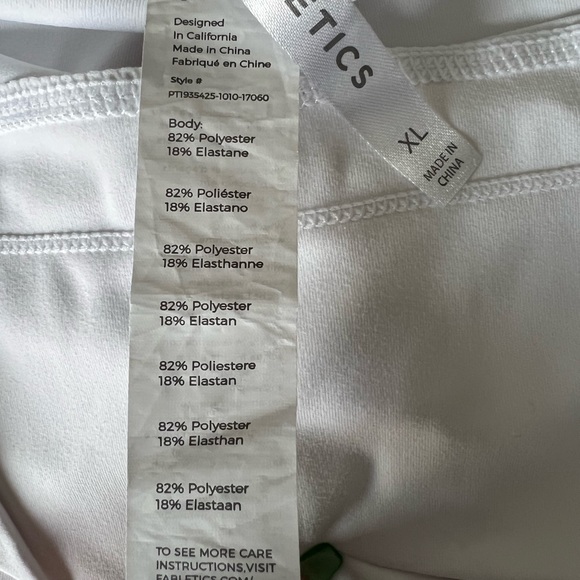 Designed
In California
Made in China
Fabriqué en Chine
Style #
PT1935425-1010-17060
Body:
82% Polyester
18% Elastane
82% Poliéster
18% Elastano
82% Polyester
18% Elasthanne
82% Polyester
18% Elastan
82% Poliestere
18% Elastan
82% Polyester
18% Elasthan
82% Polyester
18% Elastaan
TO SEE MORE CARE
INSTRUCTIONS,VISIT
FABLETICS.COM/
LETICS
XL
MADE IN
CHINA